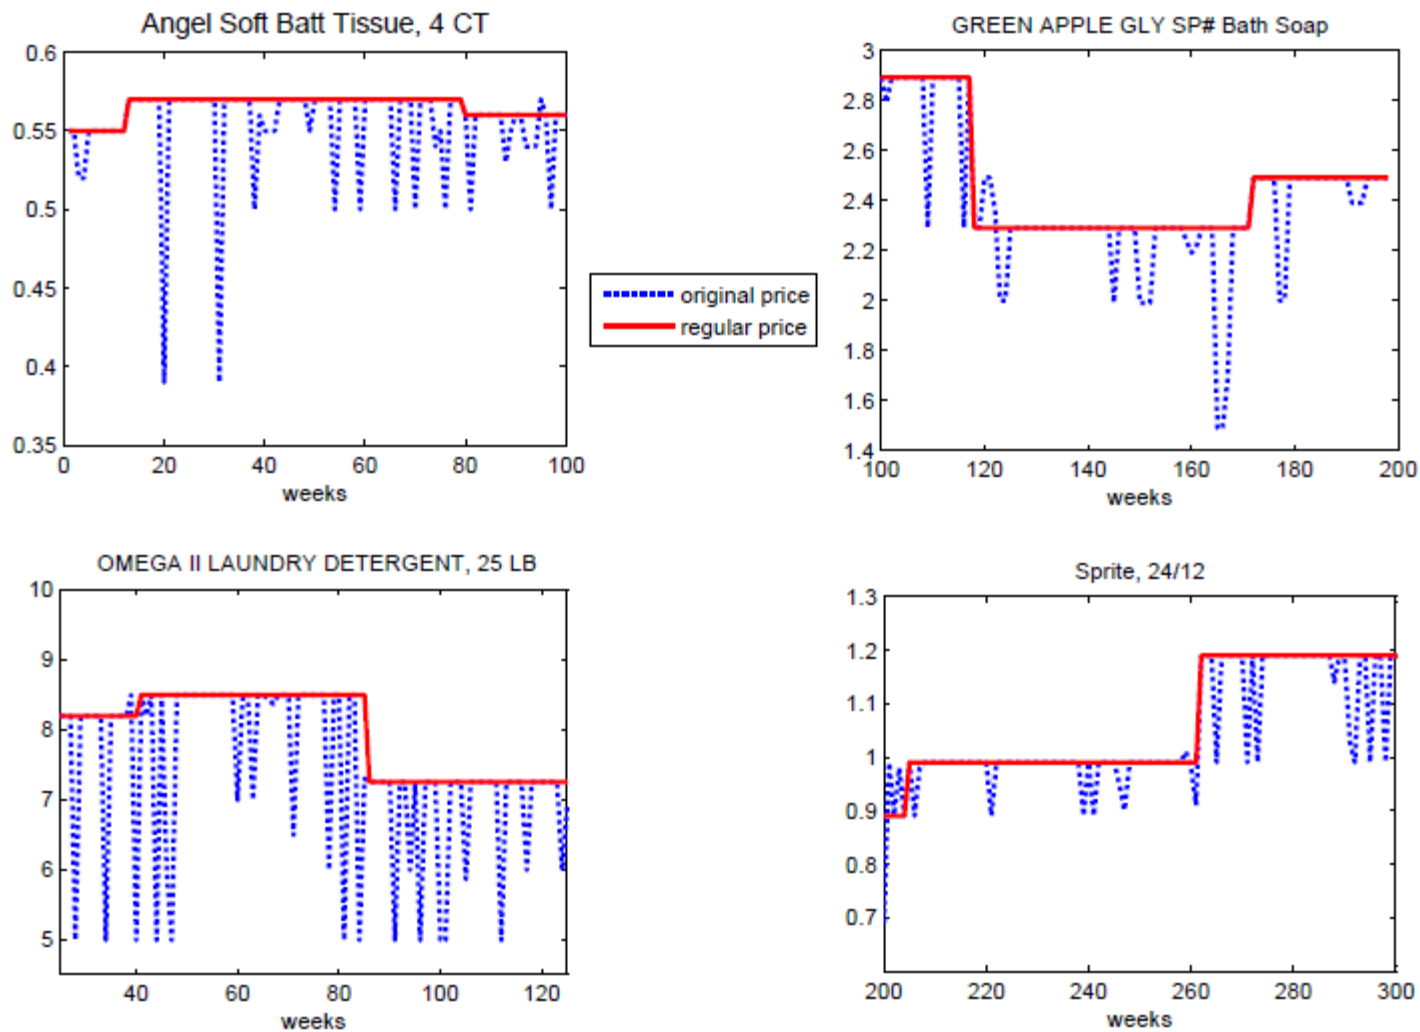 Angel Soft Batt Tissue, 4 CT
0.6
0.55
0.5
0.45
0.4
0.35
0 20 40 60 80 100
weeks
GREEN APPLE GLY SP# Bath Soap
3
2.8
2.6
2.4
2.2
2
1.8
1.6
1.4
100 120 140 160 180 200
weeks
original price
regular price
OMEGA II LAUNDRY DETERGENT, 25 LB
10
9
8
7
6
5
40 60 80 100 120
weeks
Sprite, 24/12
1.3
1.2
1.1
1
0.9
0.8
0.7
200 220 240 260 280 300
weeks